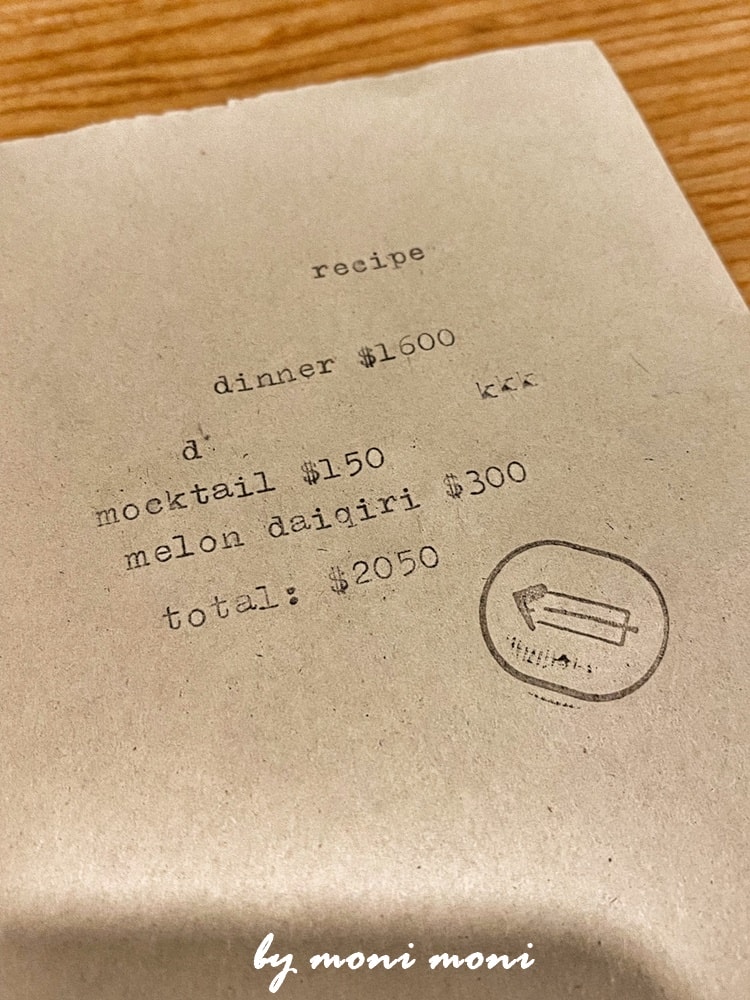 recipe
dinner $1600
kkk
d
mocktail $150
melon daiqiri $300
total: $2050
by moni moni